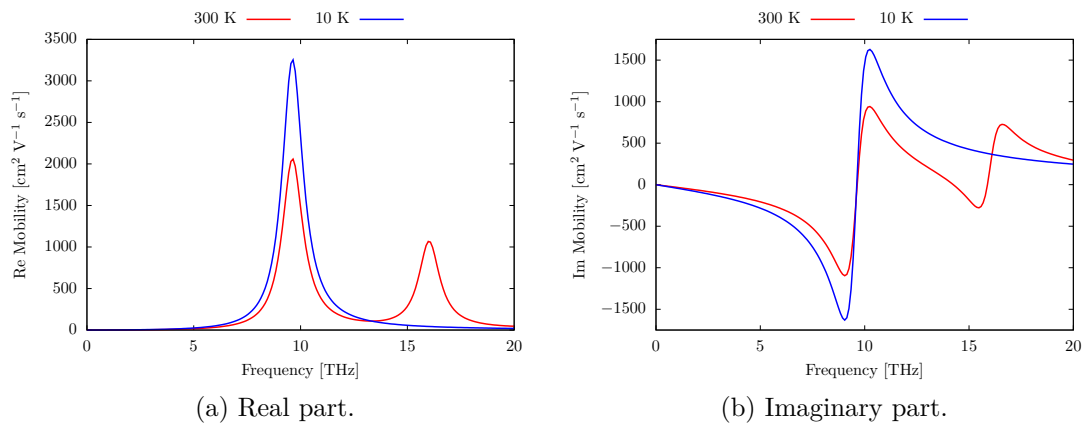 300 K 10 K
Re Mobility [cm² V⁻¹ s⁻¹]
3500
3000
2500
2000
1500
1000
500
0
0 5 10 15 20
Frequency [THz]
(a) Real part.
300 K 10 K
Im Mobility [cm² V⁻¹ s⁻¹]
1500
1000
500
0
−500
−1000
−1500
0 5 10 15 20
Frequency [THz]
(b) Imaginary part.